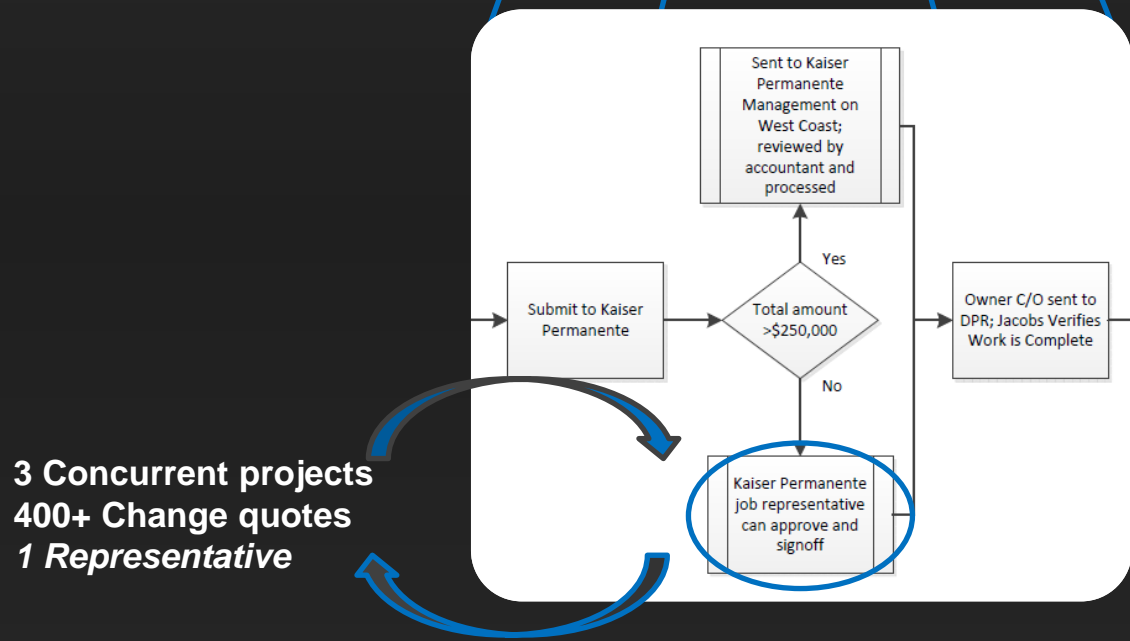 Sent to Kaiser
Permanente
Management on
West Coast;
reviewed by
accountant and
processed
Yes
Submit to Kaiser
Permanente
Total amount
>$250,000
Owner C/O sent to
DPR; Jacobs Verifies
Work is Complete
No
Kaiser Permanente
job representative
can approve and
signoff
3 Concurrent projects
400+ Change quotes
1 Representative